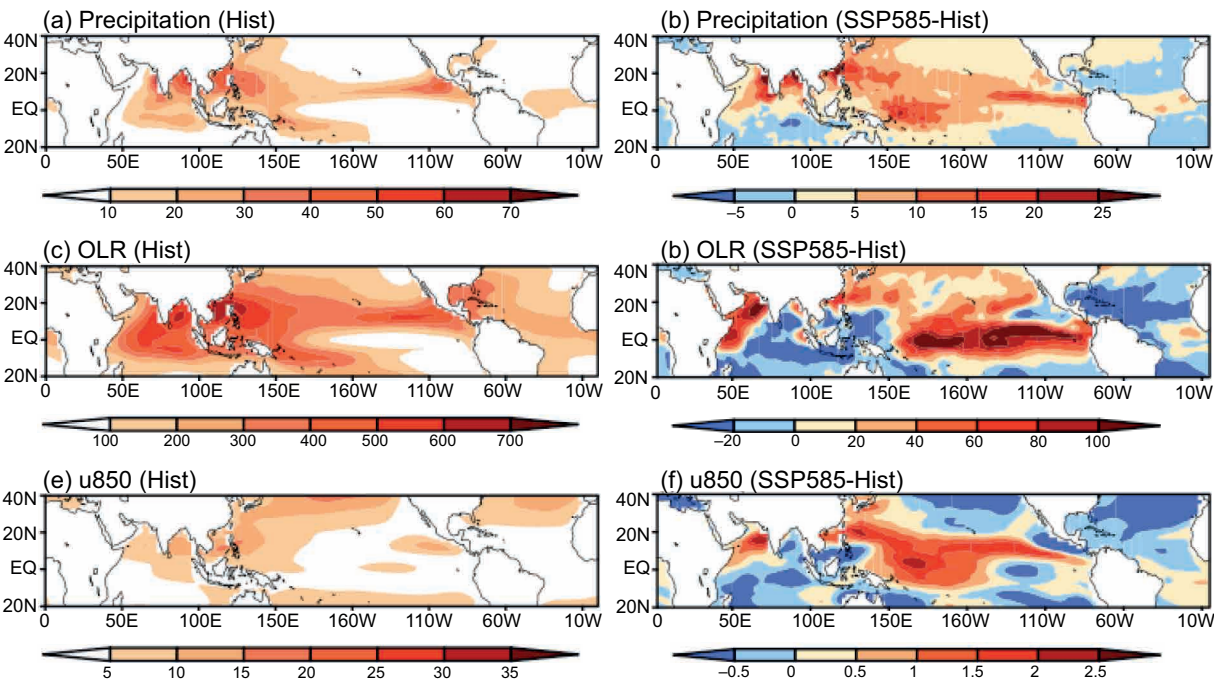 (a) Precipitation (Hist)
40N
20N
EQ
20N
0 50E 100E 160W 110W 60W 10W
10 20 30 40 50 60 70
(b) Precipitation (SSP585-Hist)
40N
20N
EQ
20N
0 50E 100E 160W 110W 60W 10W
–5 0 5 10 15 20 25
(c) OLR (Hist)
40N
20N
EQ
20N
0 50E 100E 160W 110W 60W 10W
100 200 300 400 500 600 700
(b) OLR (SSP585-Hist)
40N
20N
EQ
20N
0 50E 100E 160W 110W 60W 10W
–20 0 20 40 60 80 100
(e) u850 (Hist)
40N
20N
EQ
20N
0 50E 100E 160W 110W 60W 10W
5 10 15 20 25 30 35
(f) u850 (SSP585-Hist)
40N
20N
EQ
20N
0 50E 100E 160W 110W 60W 10W
–0.5 0 0.5 1 1.5 2 2.5